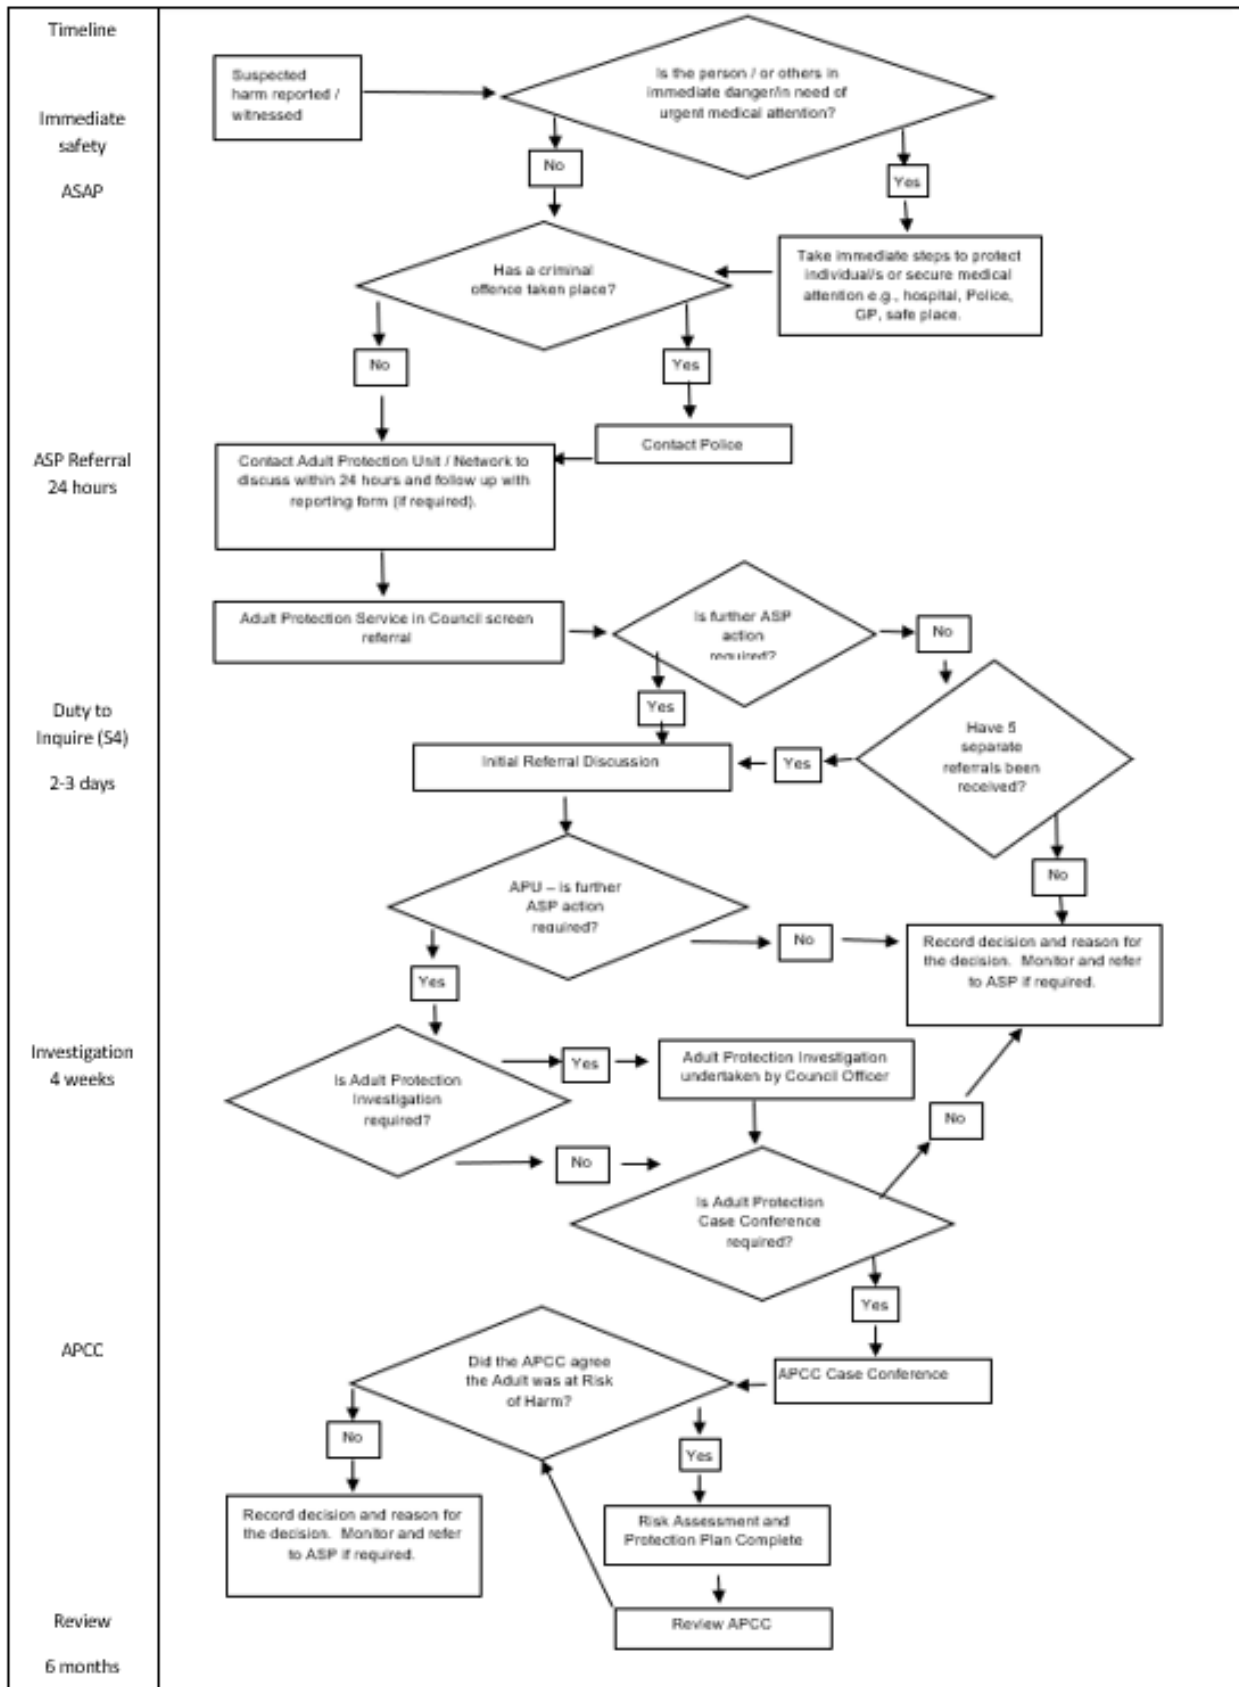 Timeline
Immediate
safety
ASAP
Suspected
harm reported /
witnessed
Is the person / or others in
immediate danger/in need of
urgent medical attention?
No
Yes
Has a criminal
offence taken place?
Take immediate steps to protect
individual/s or secure medical
attention e.g., hospital, Police,
GP, safe place.
No
Yes
Contact Police
ASP Referral
24 hours
Contact Adult Protection Unit / Network to
discuss within 24 hours and follow up with
reporting form (if required).
Adult Protection Service in Council screen
referral
Is further ASP
action
required?
No
Yes
Duty to
Inquire (S4)
2-3 days
Initial Referral Discussion
Yes
Have 5
separate
referrals been
received?
No
APU – is further
ASP action
required?
No
Yes
Record decision and reason for
the decision. Monitor and refer
to ASP if required.
Investigation
4 weeks
Is Adult Protection
Investigation
required?
Yes
Adult Protection Investigation
undertaken by Council Officer
No
No
Is Adult Protection
Case Conference
required?
Yes
APCC
APCC Case Conference
Did the APCC agree
the Adult was at Risk
of Harm?
No
Yes
Record decision and reason for
the decision. Monitor and refer
to ASP if required.
Risk Assessment and
Protection Plan Complete
Review APCC
Review
6 months